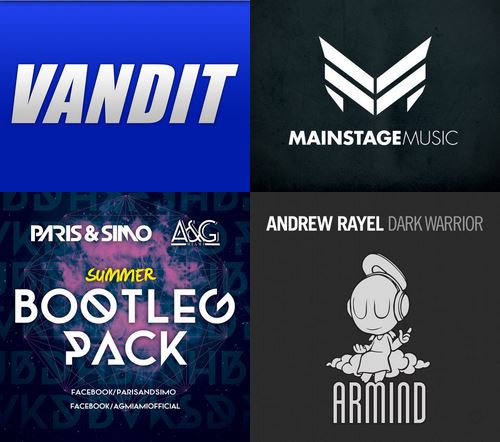 VANDIT
MAINSTAGEMUSIC
PARIS & SIMO
A&G
SUMMER
BOOTLEG
PACK
FACEBOOK/PARISANDSIMO
FACEBOOK/AGMIAMIOFFICIAL
ANDREW RAYEL DARK WARRIOR
ARMIND